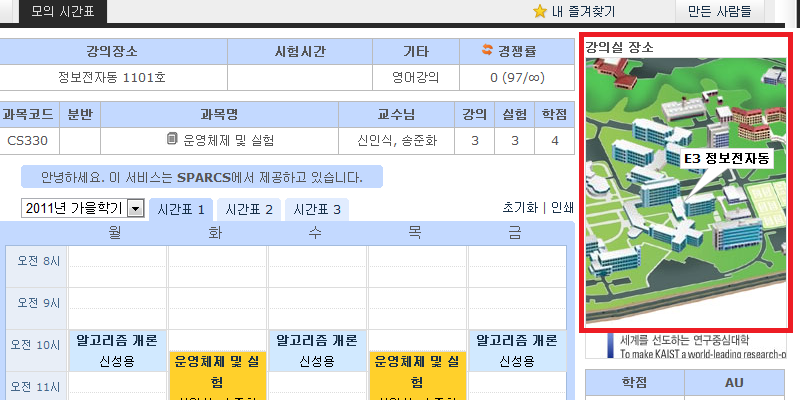 모의 시간표
내 즐겨찾기
만든 사람들
강의장소 시험시간 기타 경쟁률
정보전자동 1101호 영어강의 0 (97/∞)
과목코드 분반 과목명 교수님 강의 실험 학점
CS330 운영체제 및 실험 신인식, 송준화 3 3 4
안녕하세요. 이 서비스는 SPARCS에서 제공하고 있습니다.
2011년 가을학기 시간표 1 시간표 2 시간표 3 초기화 | 인쇄
월 화 수 목 금
오전 8시
오전 9시
오전 10시
오전 11시
알고리즘 개론
신성용
운영체제 및 실
험
알고리즘 개론
신성용
운영체제 및 실
험
알고리즘 개론
신성용
강의실 장소
E3 정보전자동
세계를 선도하는 연구중심대학
To make KAIST a world-leading research-o
학점 AU